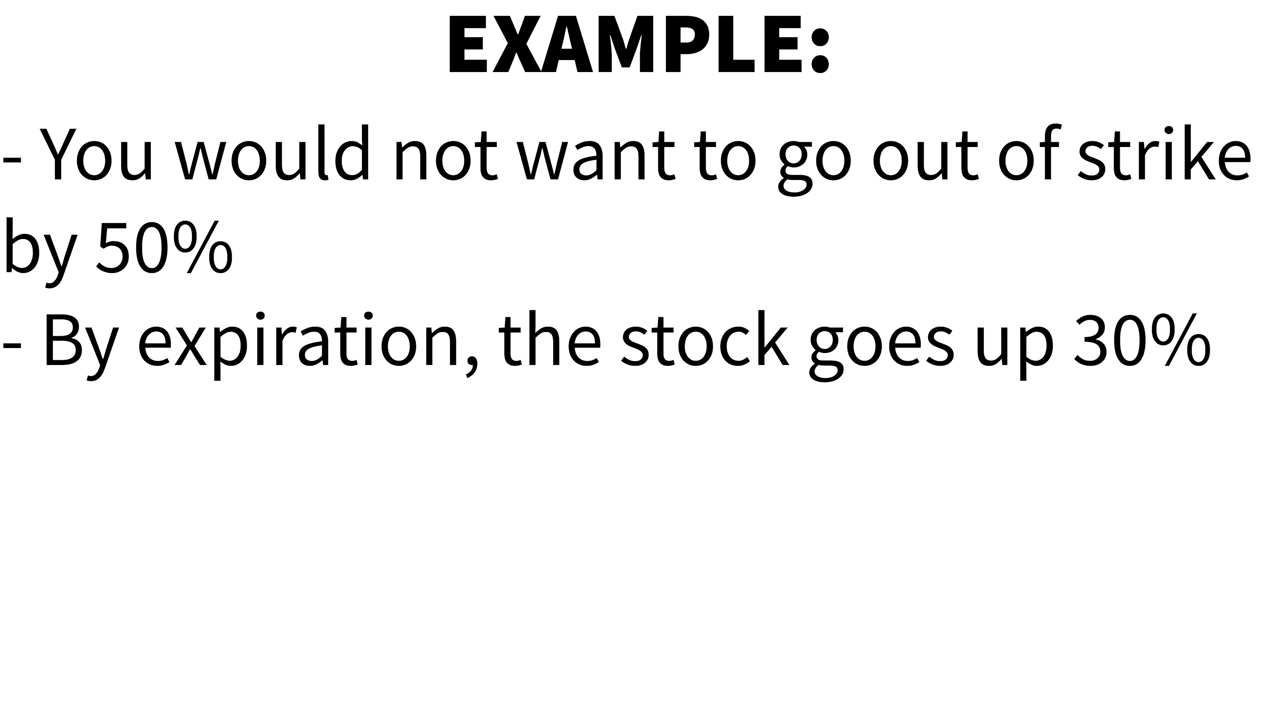 EXAMPLE:
- You would not want to go out of strike
by 50%
- By expiration, the stock goes up 30%